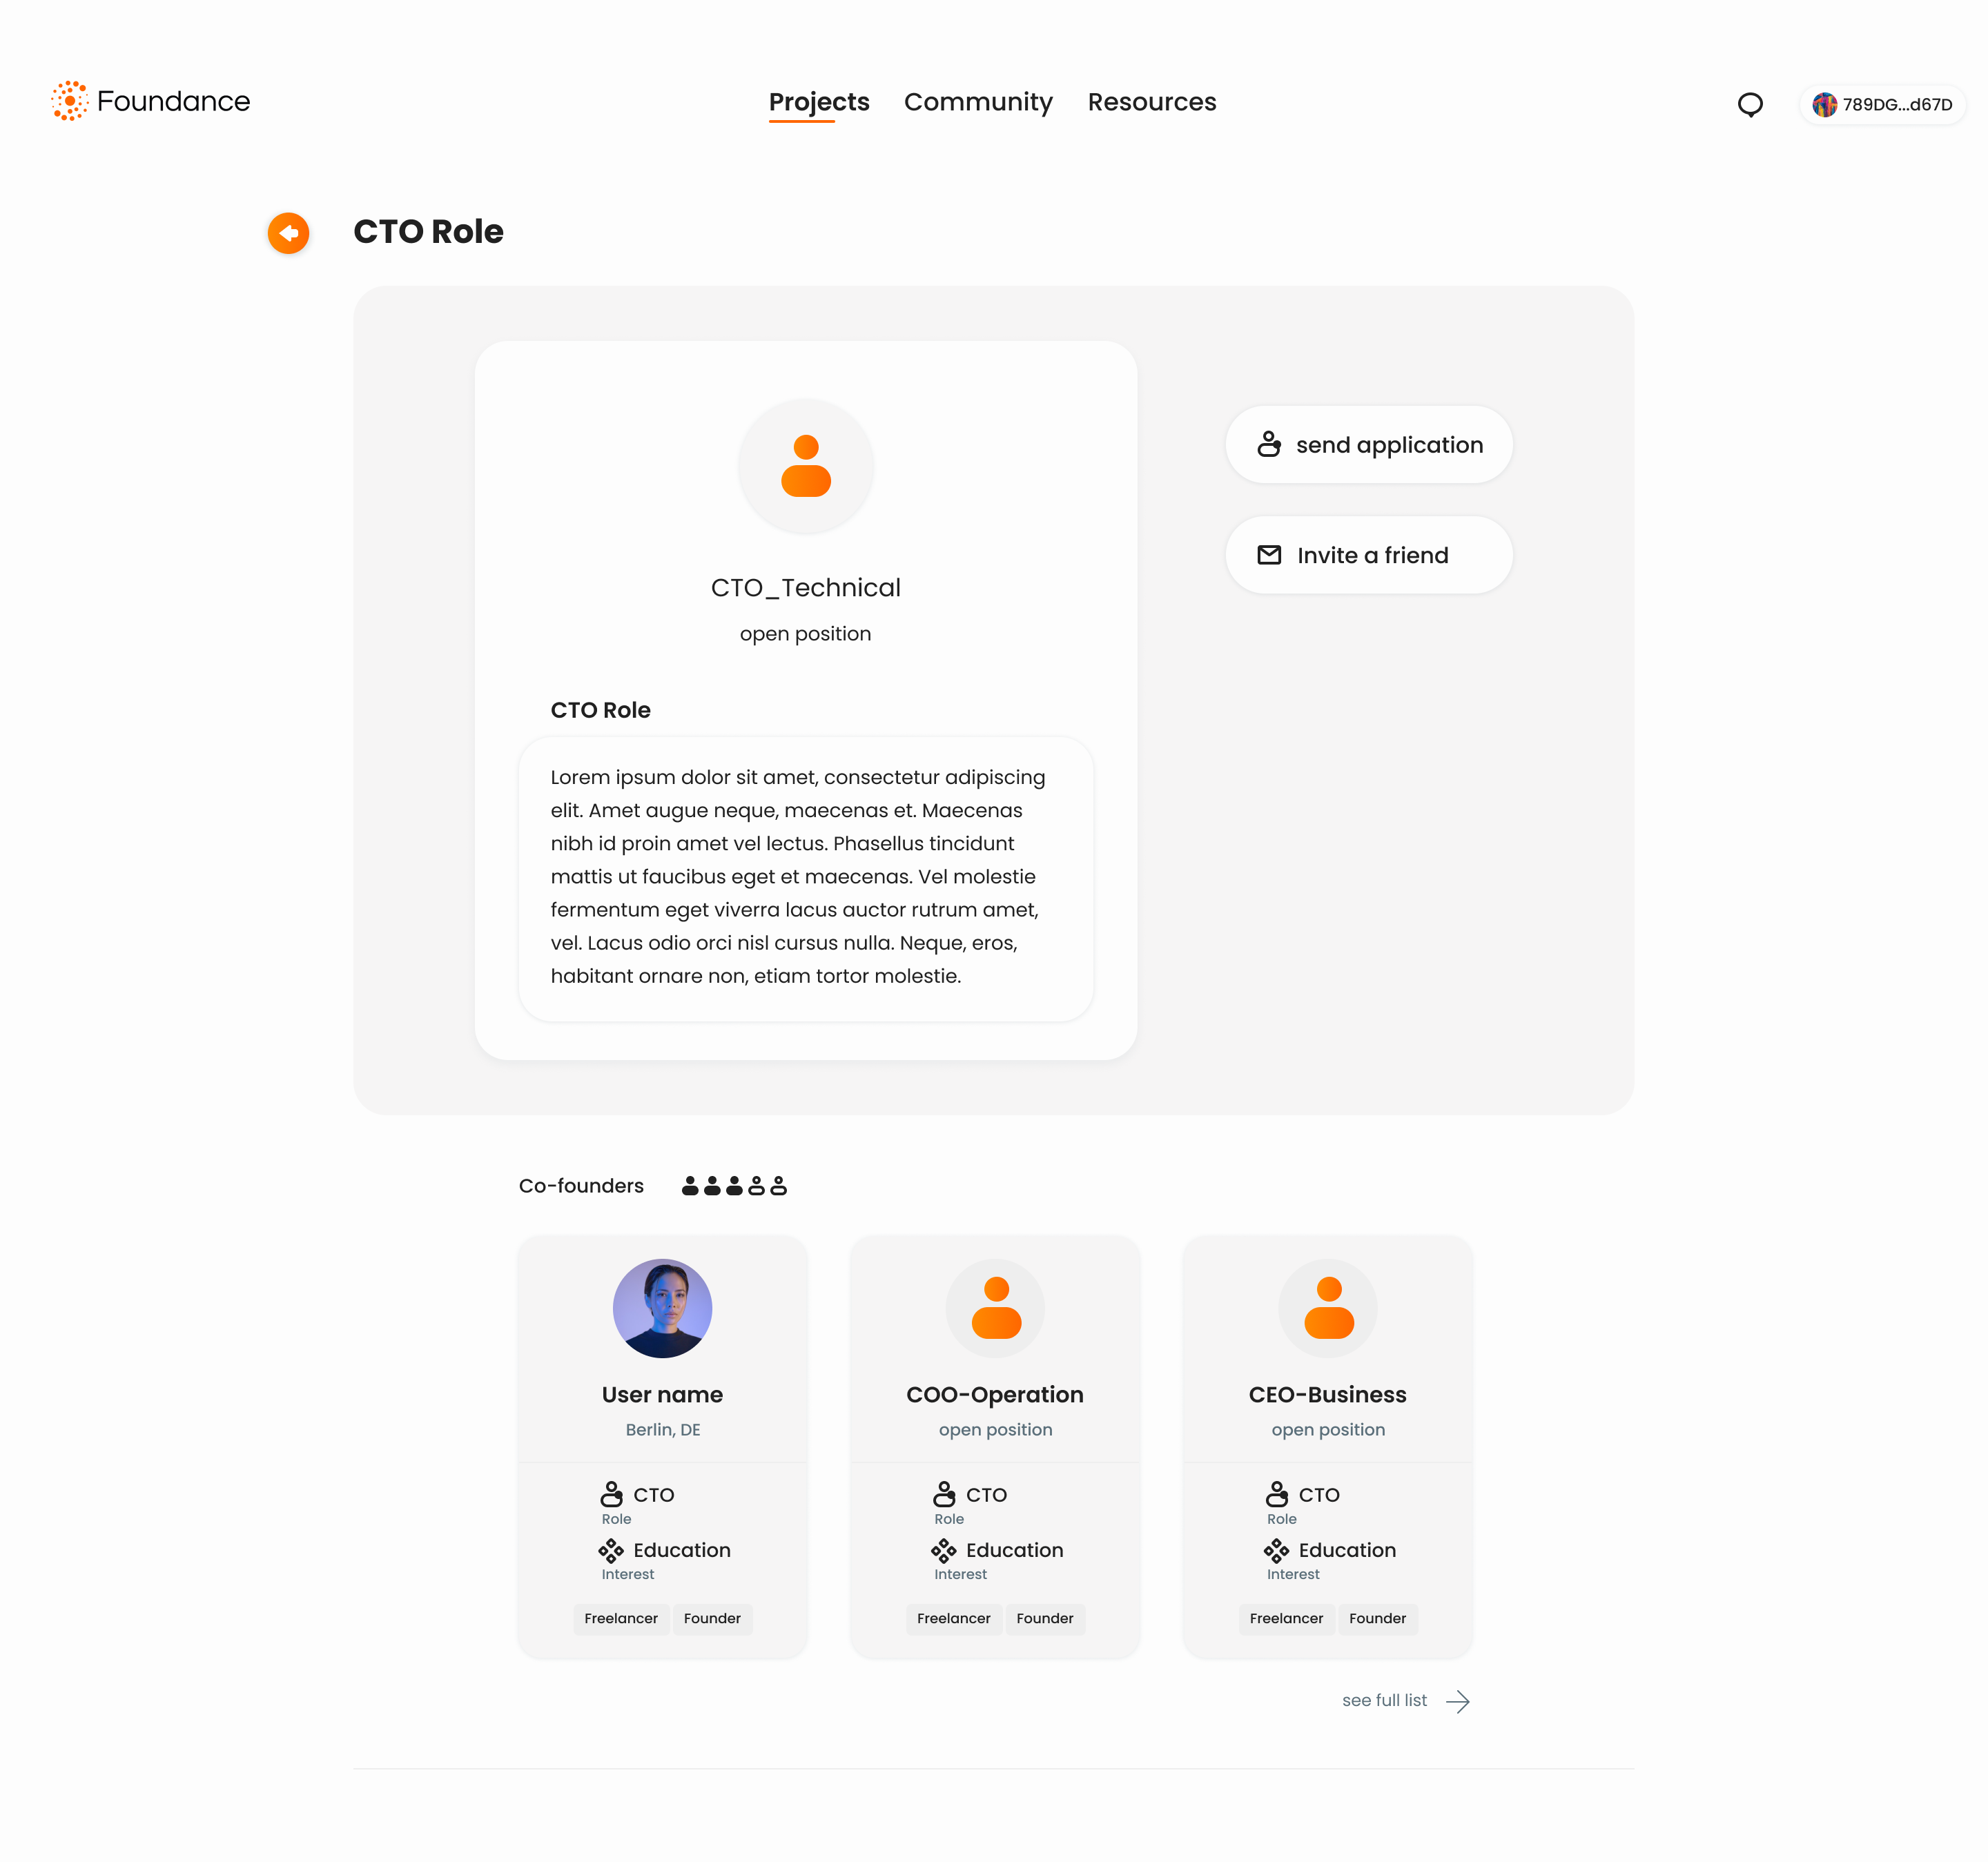 Foundance
Projects Community Resources
789DG...d67D
CTO Role
CTO_Technical
open position
send application
Invite a friend
CTO Role
Lorem ipsum dolor sit amet, consectetur adipiscing
elit. Amet augue neque, maecenas et. Maecenas
nibh id proin amet vel lectus. Phasellus tincidunt
mattis ut faucibus eget et maecenas. Vel molestie
fermentum eget viverra lacus auctor rutrum amet,
vel. Lacus odio orci nisl cursus nulla. Neque, eros,
habitant ornare non, etiam tortor molestie.
Co-founders
User name
Berlin, DE
CTO
Role
Education
Interest
Freelancer Founder
COO-Operation
open position
CTO
Role
Education
Interest
Freelancer Founder
CEO-Business
open position
CTO
Role
Education
Interest
Freelancer Founder
see full list